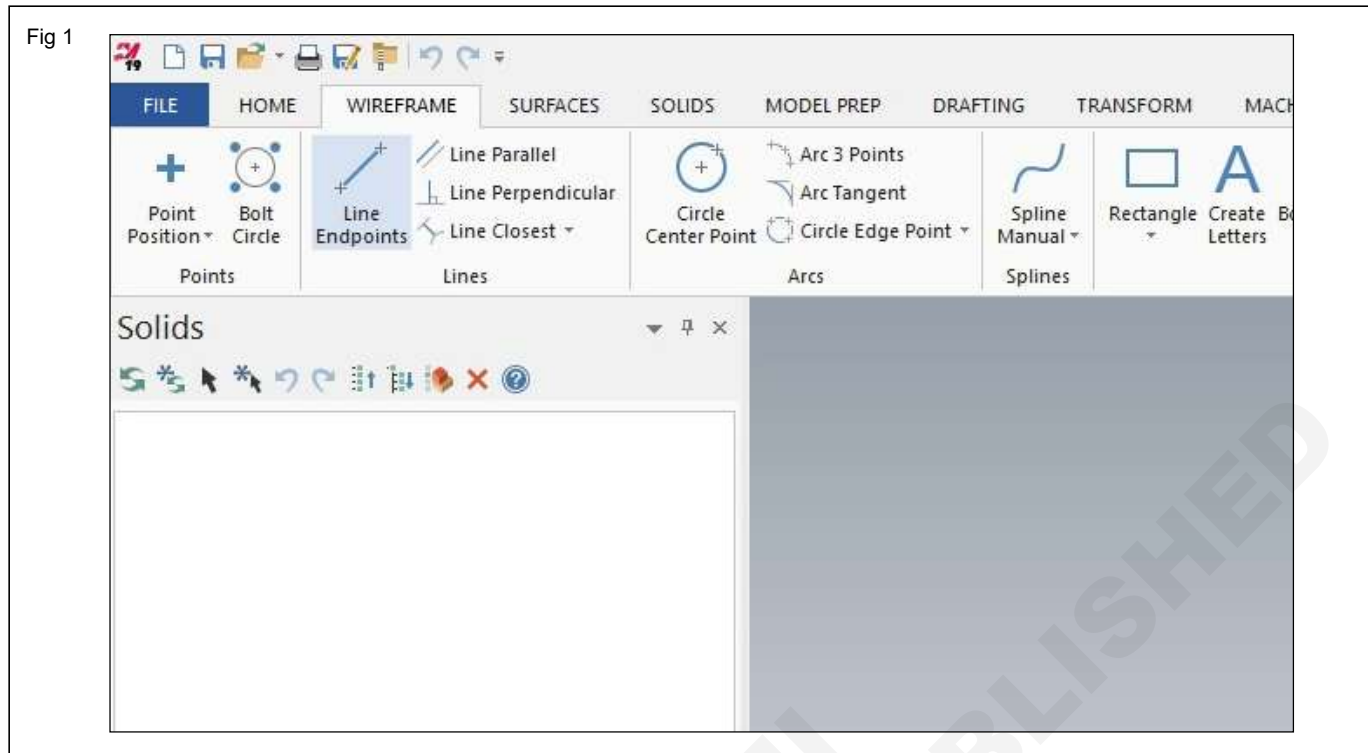 Fig 1
19
FILE HOME WIREFRAME SURFACES SOLIDS MODEL PREP DRAFTING TRANSFORM
Point Position
Bolt Circle
Points
Line Endpoints
Line Parallel
Line Perpendicular
Line Closest
Lines
Circle Center Point
Arc 3 Points
Arc Tangent
Circle Edge Point
Arcs
Spline Manual
Splines
Rectangle
Create Letters
Solids